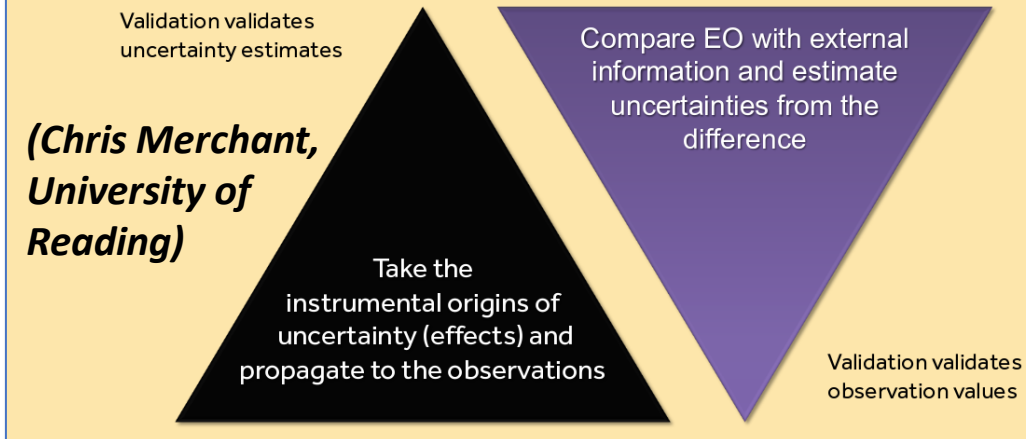 Validation validates
uncertainty estimates
(Chris Merchant,
University of
Reading)
Take the
instrumental origins of
uncertainty (effects) and
propagate to the observations
Compare EO with external
information and estimate
uncertainties from the
difference
Validation validates
observation values